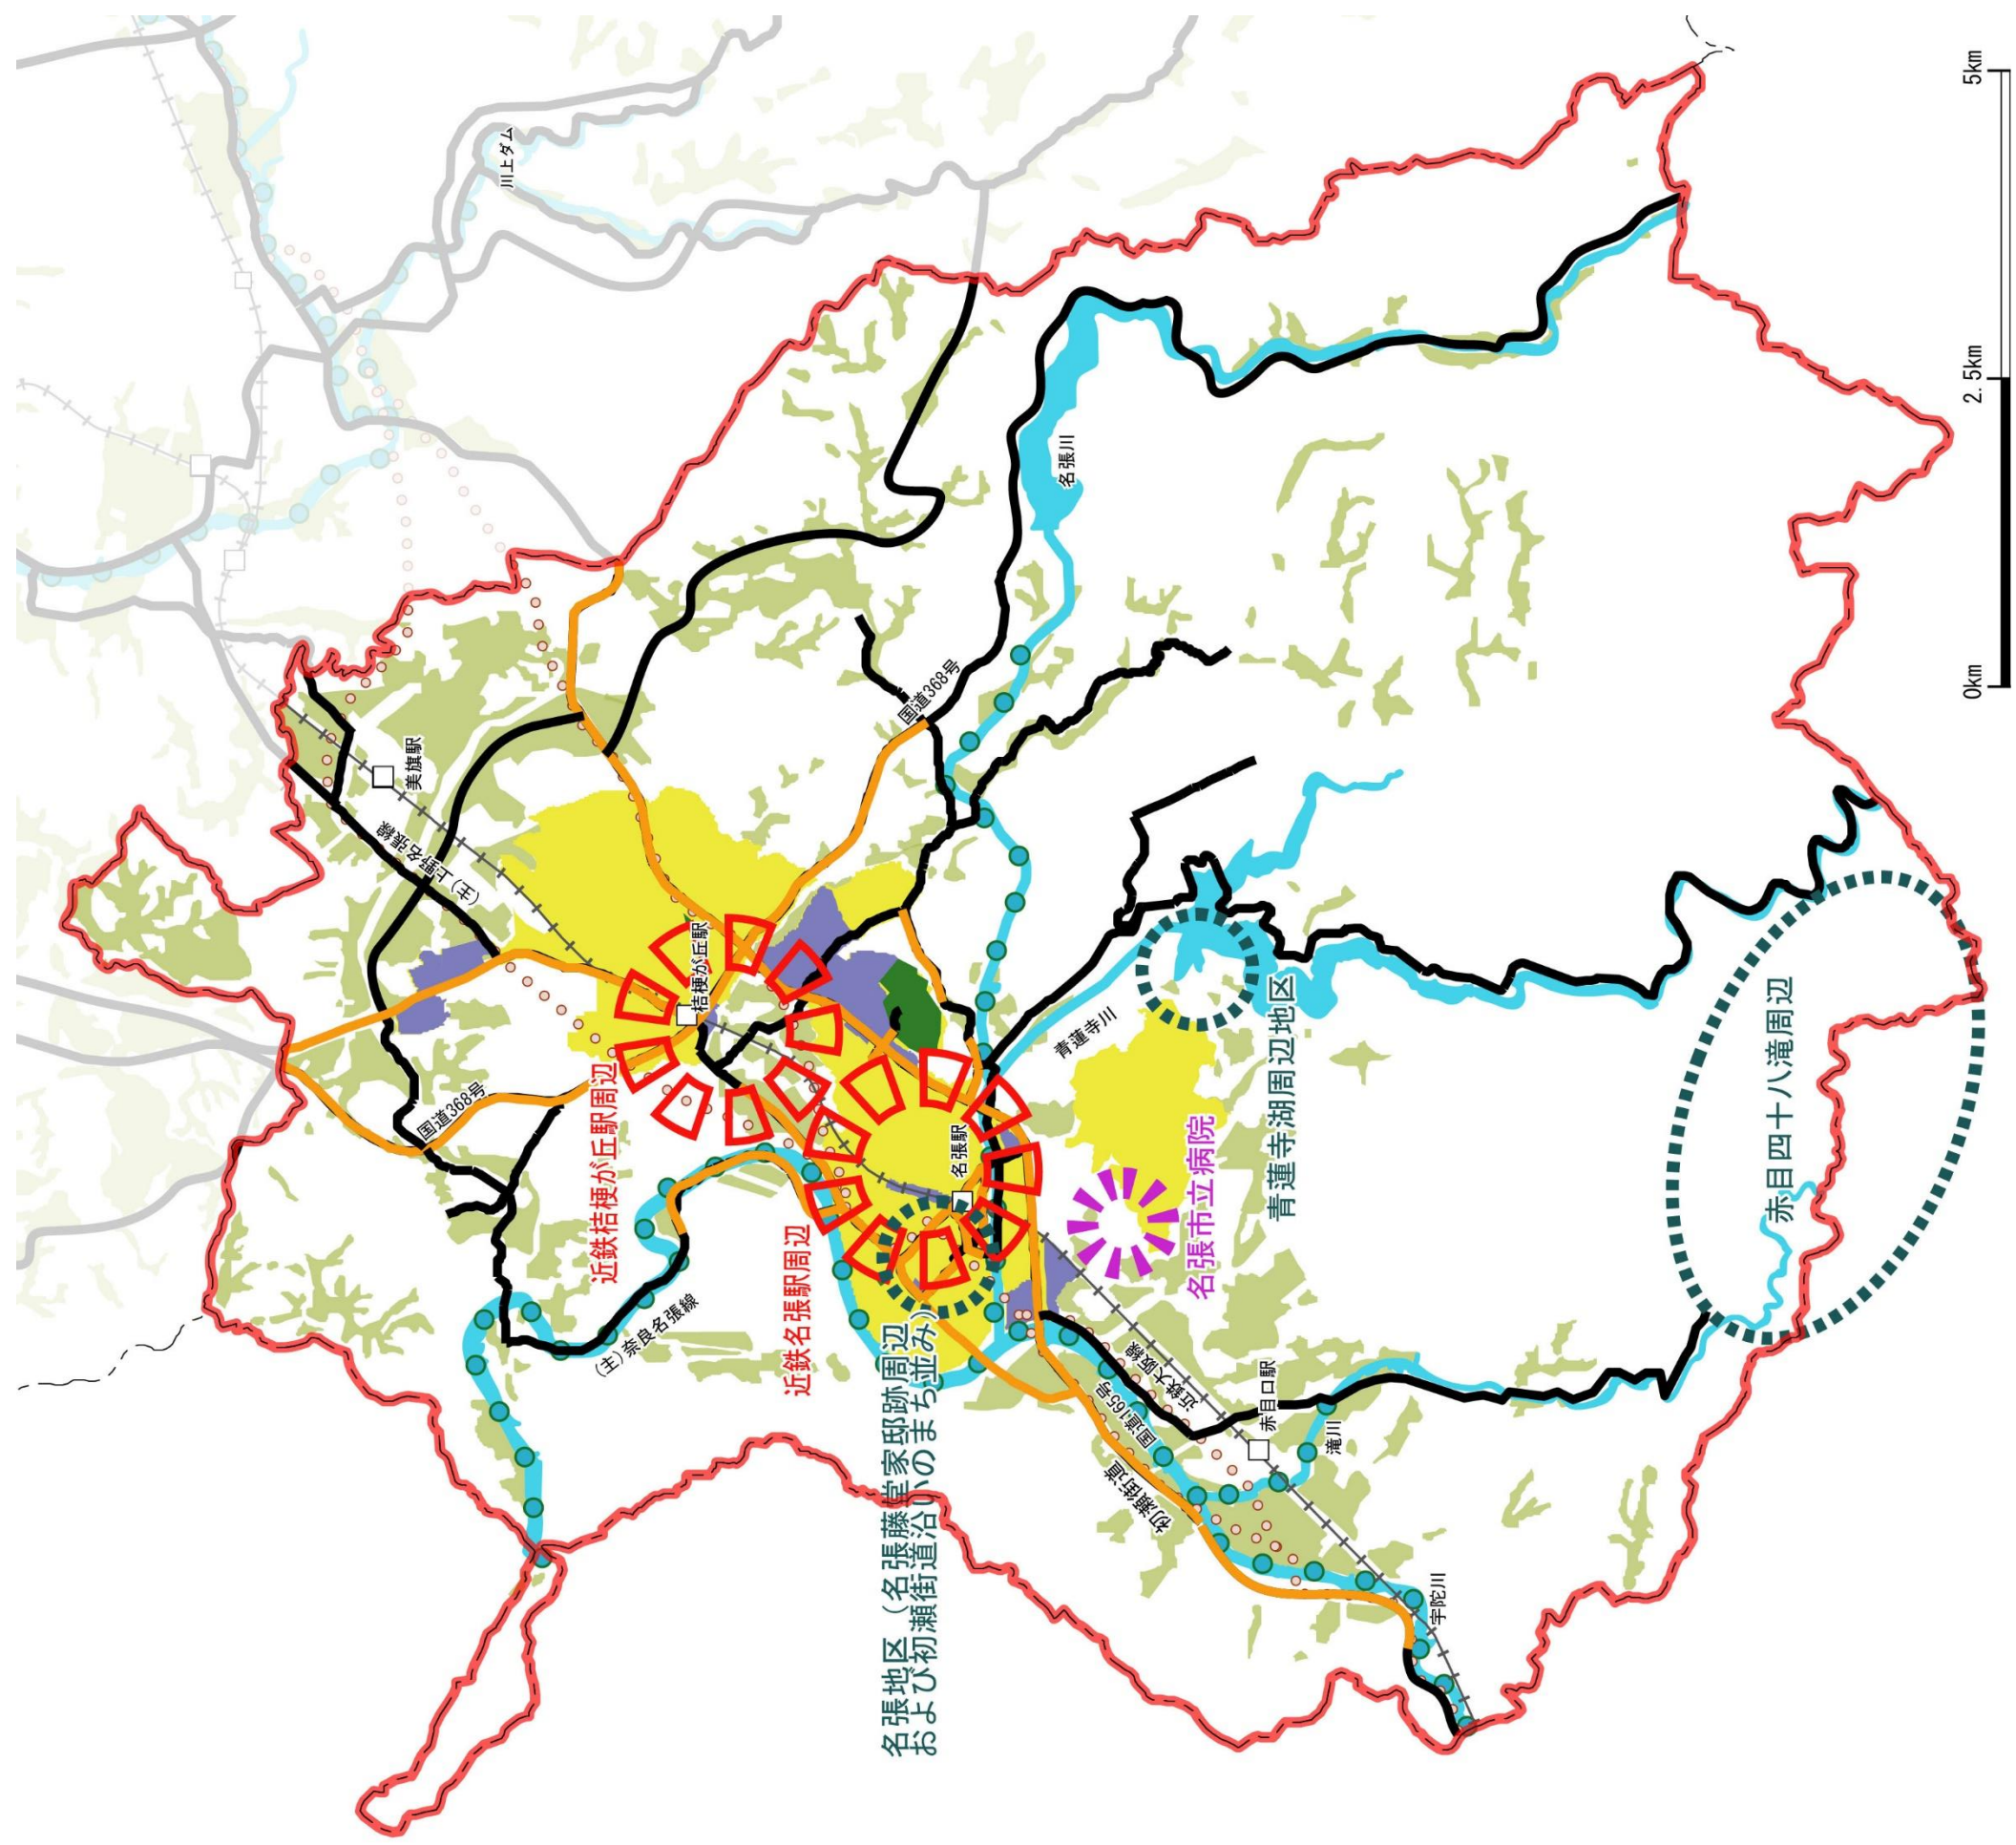 川上ダム
美旗駅
(主)上野名張線
国道368号
名張川
桔梗が丘駅
近鉄桔梗が丘駅周辺
国道368号
(主)奈良名張線
近鉄名張駅周辺
名張駅
青蓮寺川
名張市立病院
青蓮寺湖周辺地区
赤目四十八滝周辺
名張地区(名張藤堂家邸跡周辺
および初瀬街道沿いのまち並み)
近鉄大阪線
国道165号
初瀬街道
赤目口駅
滝川
宇陀川
0km
2.5km
5km